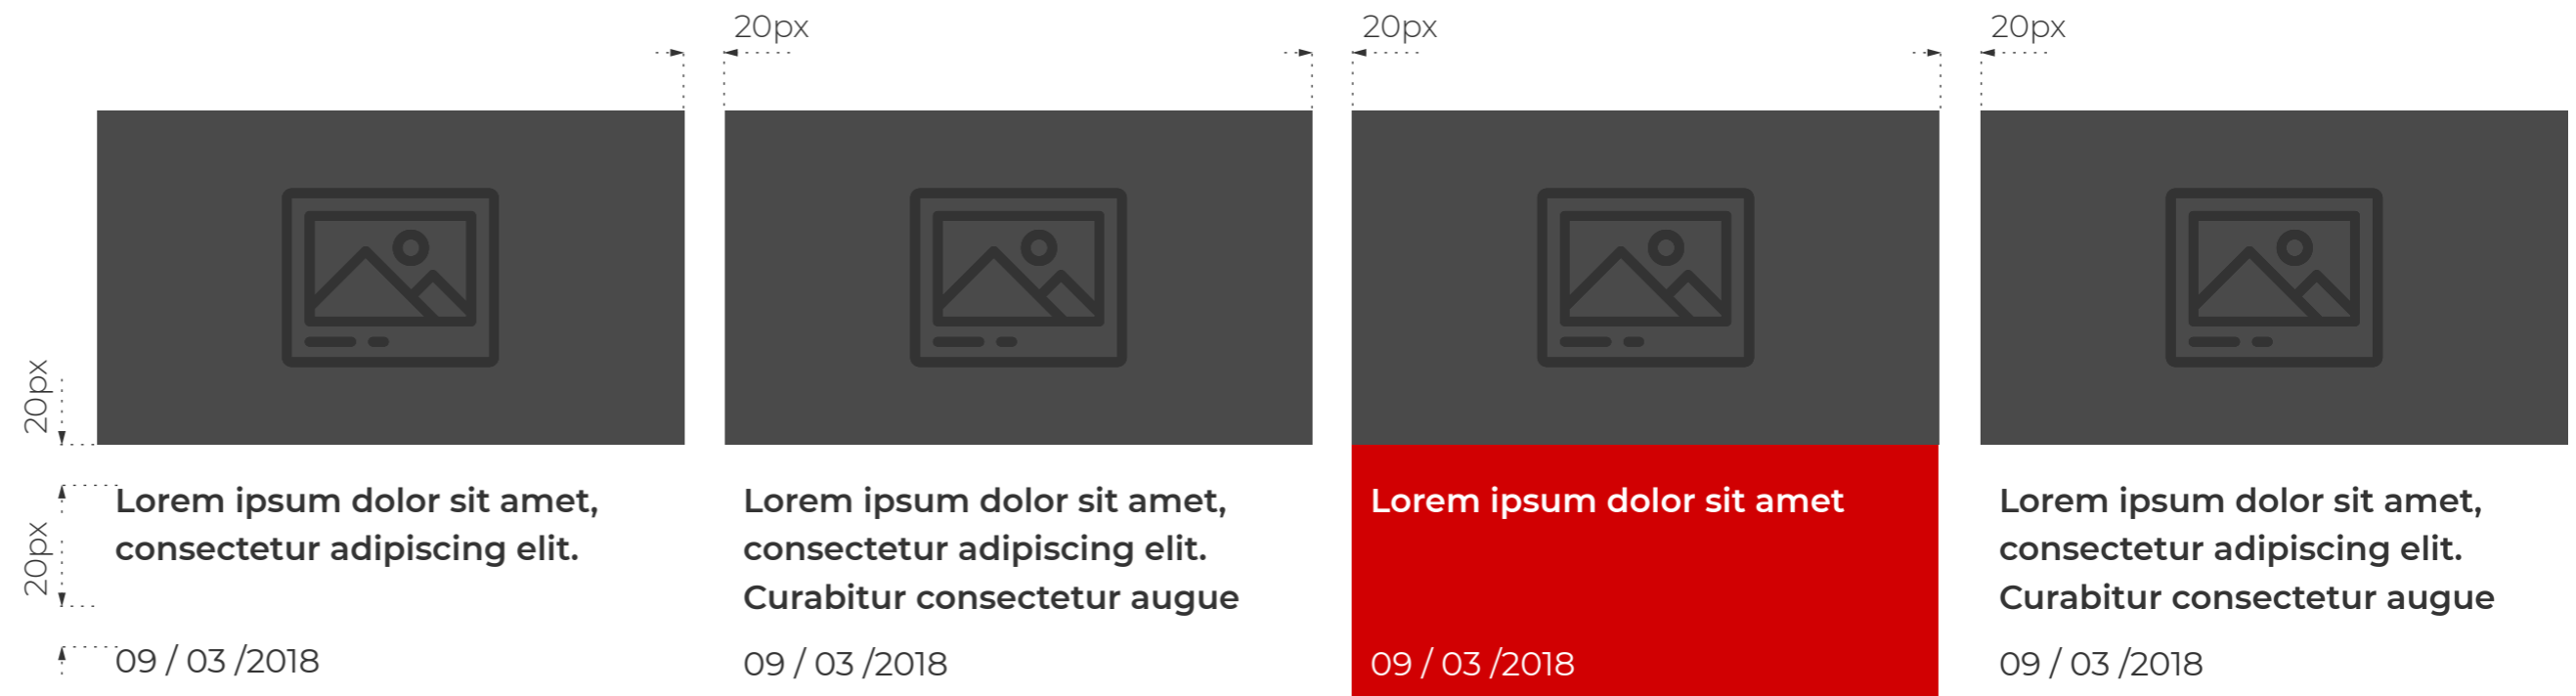 20px
20px
20px
20px
20px
Lorem ipsum dolor sit amet,
consectetur adipiscing elit.
09 / 03 /2018
Lorem ipsum dolor sit amet,
consectetur adipiscing elit.
Curabitur consectetur augue
09 / 03 /2018
Lorem ipsum dolor sit amet
09 / 03 /2018
Lorem ipsum dolor sit amet,
consectetur adipiscing elit.
Curabitur consectetur augue
09 / 03 /2018